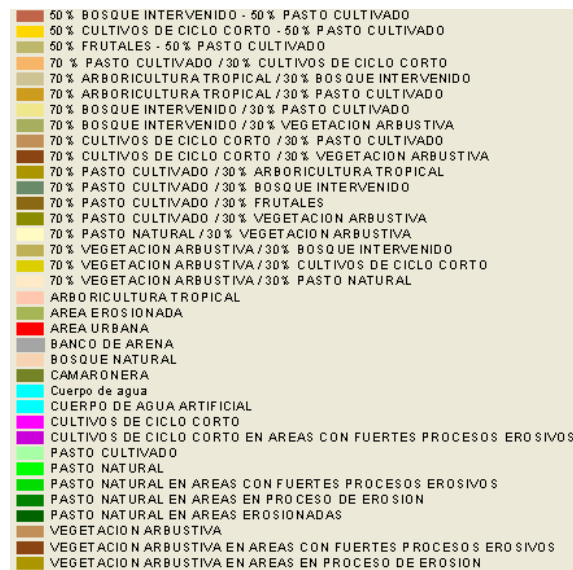 50% BOSQUE INTERVENIDO - 50% PASTO CULTIVADO
50% CULTIVOS DE CICLO CORTO - 50% PASTO CULTIVADO
50% FRUTALES - 50% PASTO CULTIVADO
70 % PASTO CULTIVADO / 30% CULTIVOS DE CICLO CORTO
70% ARBORICULTURA TROPICAL / 30% BOSQUE INTERVENIDO
70% ARBORICULTURA TROPICAL / 30% PASTO CULTIVADO
70% BOSQUE INTERVENIDO / 30% PASTO CULTIVADO
70% BOSQUE INTERVENIDO / 30% VEGETACION ARBUSTIVA
70% CULTIVOS DE CICLO CORTO / 30% PASTO CULTIVADO
70% CULTIVOS DE CICLO CORTO / 30% VEGETACION ARBUSTIVA
70% PASTO CULTIVADO / 30% ARBORICULTURA TROPICAL
70% PASTO CULTIVADO / 30% BOSQUE INTERVENIDO
70% PASTO CULTIVADO / 30% FRUTALES
70% PASTO CULTIVADO / 30% VEGETACION ARBUSTIVA
70% PASTO NATURAL / 30% VEGETACION ARBUSTIVA
70% VEGETACION ARBUSTIVA / 30% BOSQUE INTERVENIDO
70% VEGETACION ARBUSTIVA / 30% CULTIVOS DE CICLO CORTO
70% VEGETACION ARBUSTIVA / 30% PASTO NATURAL
ARBORICULTURA TROPICAL
AREA EROSIONADA
AREA URBANA
BANCO DE ARENA
BOSQUE NATURAL
CAMARONERA
Cuerpo de agua
CUERPO DE AGUA ARTIFICIAL
CULTIVOS DE CICLO CORTO
CULTIVOS DE CICLO CORTO EN AREAS CON FUERTES PROCESOS EROSIVOS
PASTO CULTIVADO
PASTO NATURAL
PASTO NATURAL EN AREAS CON FUERTES PROCESOS EROSIVOS
PASTO NATURAL EN AREAS EN PROCESO DE EROSION
PASTO NATURAL EN AREAS EROSIONADAS
VEGETACION ARBUSTIVA
VEGETACION ARBUSTIVA EN AREAS CON FUERTES PROCESOS EROSIVOS
VEGETACION ARBUSTIVA EN AREAS EN PROCESO DE EROSION